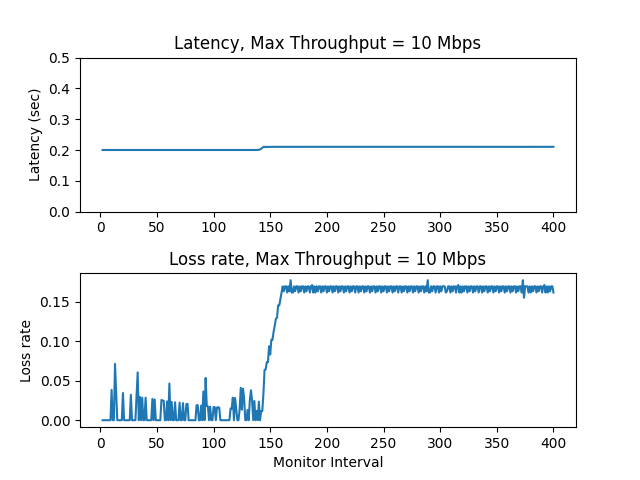 Latency, Max Throughput = 10 Mbps
0.5
0.4
0.3
0.2
0.1
0.0
Latency (sec)
0 50 100 150 200 250 300 350 400
Loss rate, Max Throughput = 10 Mbps
0.15
0.10
0.05
0.00
Loss rate
0 50 100 150 200 250 300 350 400
Monitor Interval